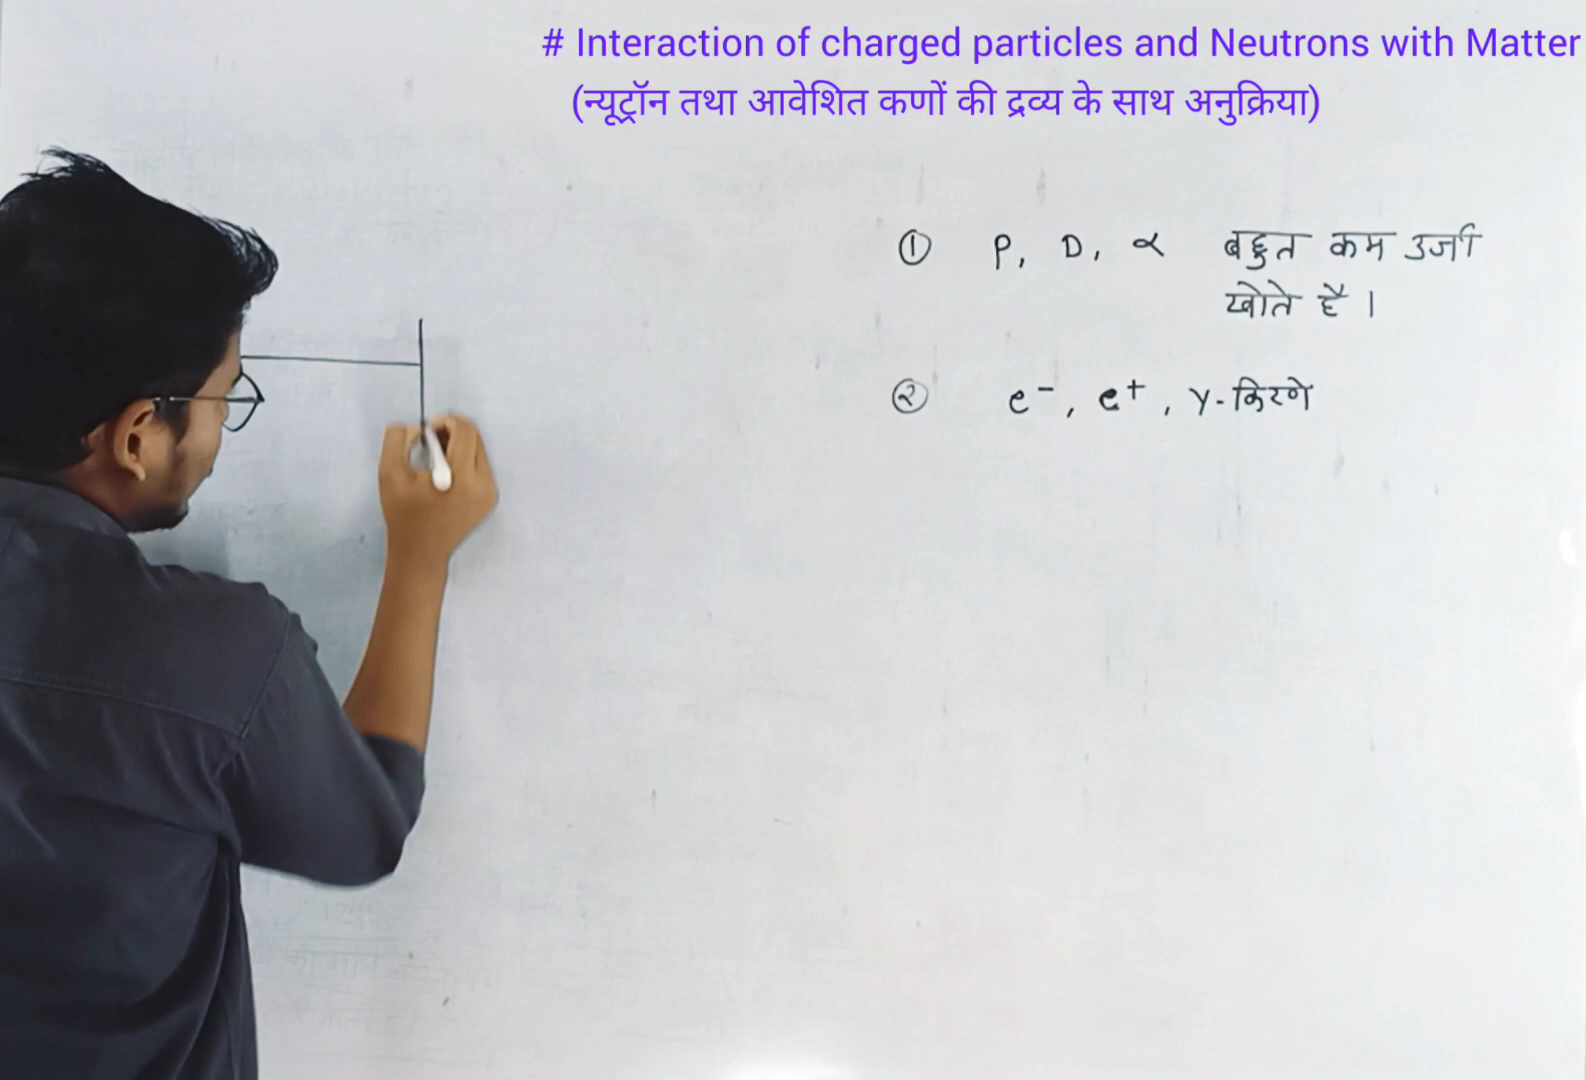 # Interaction of charged particles and Neutrons with Matter
(न्यूट्रॉन तथा आवेशित कणों की द्रव्य के साथ अनुक्रिया)
① P, D, α बहुत कम उर्जा
खोते है ।
② e⁻, e⁺, γ-किरणे